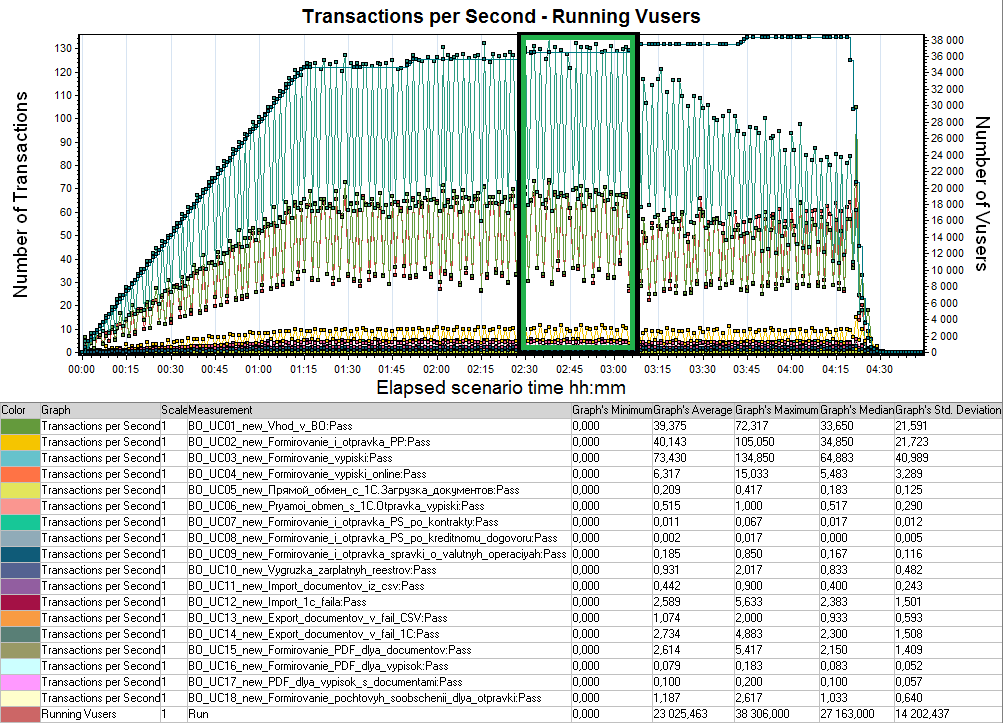 Transactions per Second - Running Vusers
Number of Transactions
130
120
110
100
90
80
70
60
50
40
30
20
10
0
38 000
36 000
34 000
32 000
30 000
28 000
26 000
24 000
22 000
20 000
18 000
16 000
14 000
12 000
10 000
8 000
6 000
4 000
2 000
0
Number of Vusers
00:00 00:15 00:30 00:45 01:00 01:15 01:30 01:45 02:00 02:15 02:30 02:45 03:00 03:15 03:30 03:45 04:00 04:15 04:30
Elapsed scenario time hh:mm
Color Graph Scale Measurement Graph's Minimum Graph's Average Graph's Maximum Graph's Median Graph's Std. Deviation
Transactions per Second 1 BO_UC01_new_Vhod_v_BO:Pass 0,000 39,375 72,317 33,650 21,591
Transactions per Second 1 BO_UC02_new_Formirovanie_i_otpravka_PP:Pass 0,000 40,143 105,050 34,850 21,723
Transactions per Second 1 BO_UC03_new_Formirovanie_vypiski:Pass 0,000 73,430 134,850 64,883 40,989
Transactions per Second 1 BO_UC04_new_Formirovanie_vypiski_online:Pass 0,000 6,317 15,033 5,483 3,289
Transactions per Second 1 BO_UC05_new_Прямой_обмен_с_1С.Загрузка_документов:Pass 0,000 0,209 0,417 0,183 0,125
Transactions per Second 1 BO_UC06_new_Pryamoi_obmen_s_1C.Otpravka_vypiski:Pass 0,000 0,515 1,000 0,517 0,290
Transactions per Second 1 BO_UC07_new_Formirovanie_i_otpravka_PS_po_kontrakty:Pass 0,000 0,011 0,067 0,017 0,012
Transactions per Second 1 BO_UC08_new_Formirovanie_i_otpravka_PS_po_kreditnomu_dogovoru:Pass 0,000 0,002 0,017 0,000 0,005
Transactions per Second 1 BO_UC09_new_Formirovanie_i_otpravka_spravki_o_valutnyh_operaciyah:Pass 0,000 0,185 0,850 0,167 0,116
Transactions per Second 1 BO_UC10_new_Vygruzka_zarplatnyh_reestrov:Pass 0,000 0,931 2,017 0,833 0,482
Transactions per Second 1 BO_UC11_new_Import_documentov_iz_csv:Pass 0,000 0,442 0,900 0,400 0,243
Transactions per Second 1 BO_UC12_new_Import_1c_faila:Pass 0,000 2,589 5,633 2,383 1,501
Transactions per Second 1 BO_UC13_new_Export_documentov_v_fail_CSV:Pass 0,000 1,074 2,000 0,933 0,593
Transactions per Second 1 BO_UC14_new_Export_documentov_v_fail_1C:Pass 0,000 2,734 4,883 2,300 1,508
Transactions per Second 1 BO_UC15_new_Formirovanie_PDF_dlya_documentov:Pass 0,000 2,614 5,417 2,150 1,409
Transactions per Second 1 BO_UC16_new_Formirovanie_PDF_dlya_vypisok:Pass 0,000 0,079 0,183 0,083 0,052
Transactions per Second 1 BO_UC17_new_PDF_dlya_vypisok_s_documentami:Pass 0,000 0,100 0,200 0,100 0,057
Transactions per Second 1 BO_UC18_new_Formirovanie_pochtovyh_soobschenii_dlya_otpravki:Pass 0,000 1,187 2,617 1,033 0,640
Running Vusers 1 Run 0,000 23 025,463 38 306,000 27 163,000 14 202,437